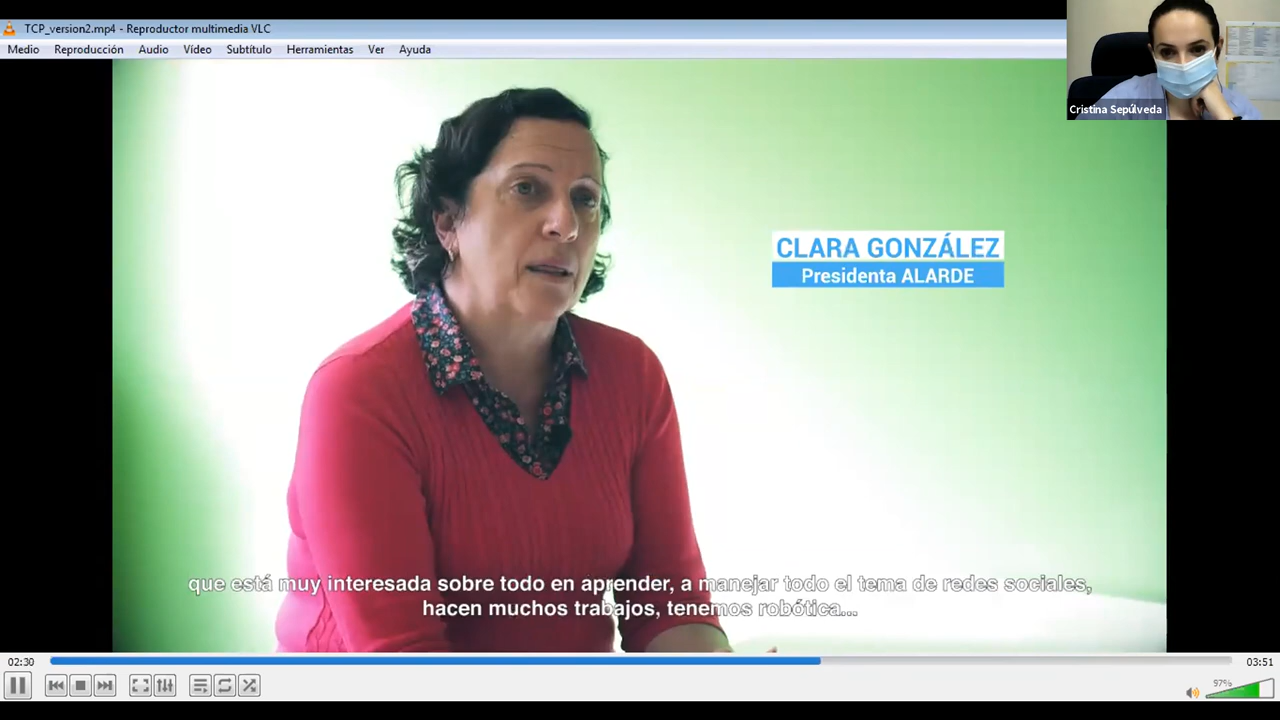 TCP_version2.mp4 - Reproductor multimedia VLC
Medio Reproducción Audio Vídeo Subtítulo Herramientas Ver Ayuda
Cristina Sepúlveda
CLARA GONZÁLEZ
Presidenta ALARDE
que está muy interesada sobre todo en aprender, a manejar todo el tema de redes sociales,
hacen muchos trabajos, tenemos robótica...
02:30
03:51
97%